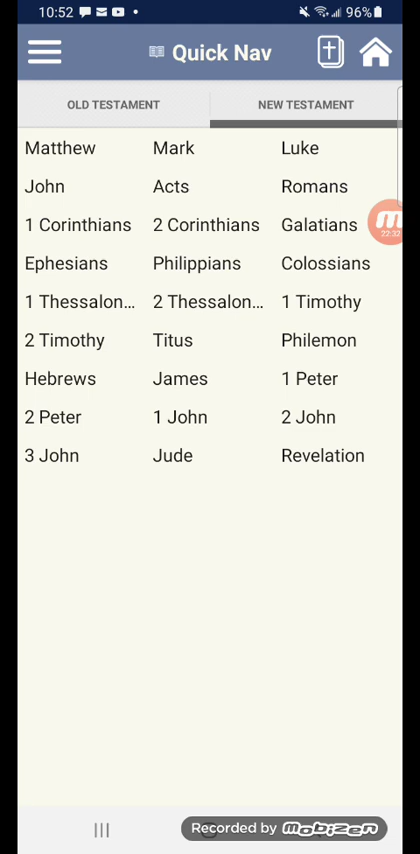 10:52 96%
Quick Nav
OLD TESTAMENT NEW TESTAMENT
Matthew Mark Luke
John Acts Romans
1 Corinthians 2 Corinthians Galatians
22:32
Ephesians Philippians Colossians
1 Thessalon... 2 Thessalon... 1 Timothy
2 Timothy Titus Philemon
Hebrews James 1 Peter
2 Peter 1 John 2 John
3 John Jude Revelation
Recorded by mobizen